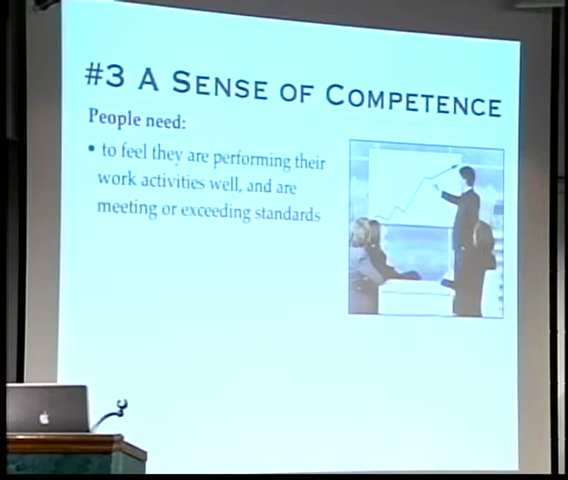 #3 A SENSE OF COMPETENCE
People need:
• to feel they are performing their
work activities well, and are
meeting or exceeding standards